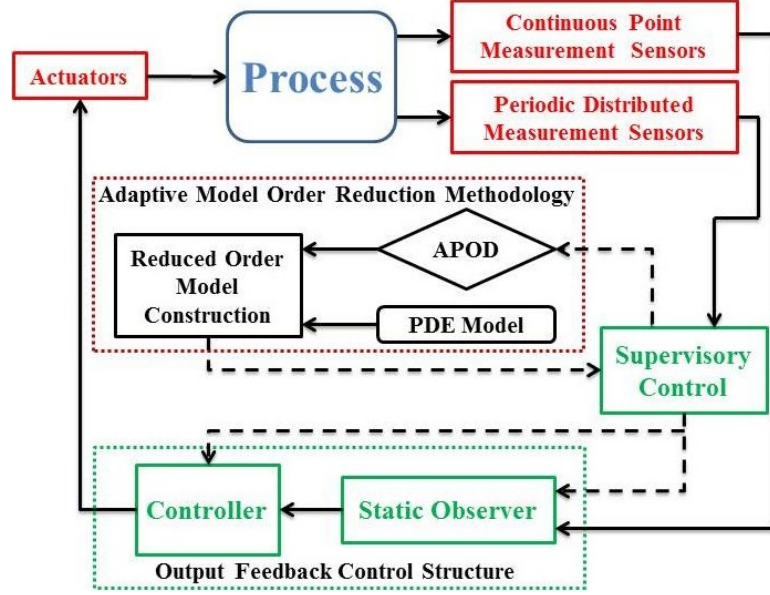 Continuous Point
Measurement Sensors
Actuators
Process
Periodic Distributed
Measurement Sensors
Adaptive Model Order Reduction Methodology
APOD
Reduced Order
Model
Construction
PDE Model
Supervisory
Control
Controller
Static Observer
Output Feedback Control Structure